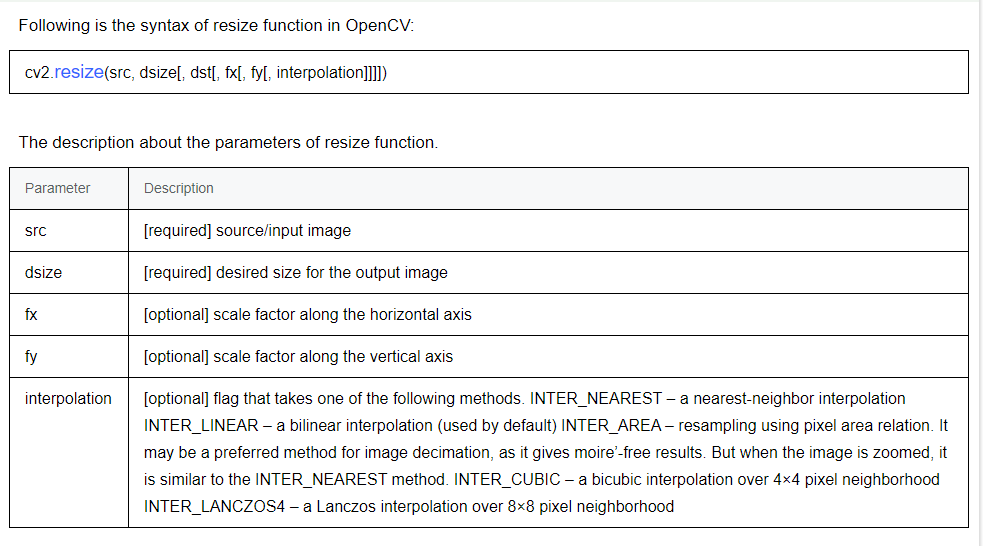 Following is the syntax of resize function in OpenCV:
cv2.resize(src, dsize[, dst[, fx[, fy[, interpolation]]]])
The description about the parameters of resize function.
Parameter Description
src [required] source/input image
dsize [required] desired size for the output image
fx [optional] scale factor along the horizontal axis
fy [optional] scale factor along the vertical axis
interpolation [optional] flag that takes one of the following methods. INTER_NEAREST – a nearest-neighbor interpolation
INTER_LINEAR – a bilinear interpolation (used by default) INTER_AREA – resampling using pixel area relation. It
may be a preferred method for image decimation, as it gives moire’-free results. But when the image is zoomed, it
is similar to the INTER_NEAREST method. INTER_CUBIC – a bicubic interpolation over 4×4 pixel neighborhood
INTER_LANCZOS4 – a Lanczos interpolation over 8×8 pixel neighborhood